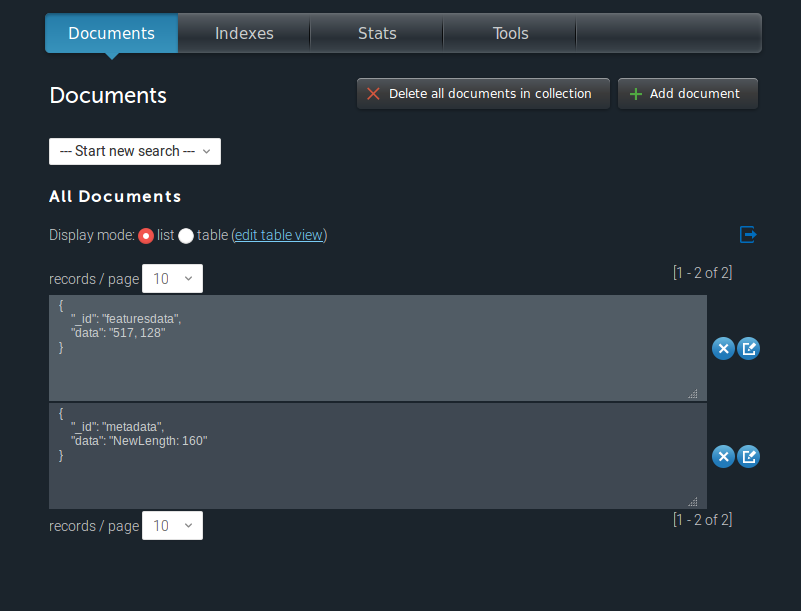 Documents Indexes Stats Tools
Documents
Delete all documents in collection
Add document
--- Start new search ---
All Documents
Display mode: list table (edit table view)
records / page 10
[1 - 2 of 2]
{
"_id": "featuresdata",
"data": "517, 128"
}
{
"_id": "metadata",
"data": "NewLength: 160"
}
records / page 10
[1 - 2 of 2]